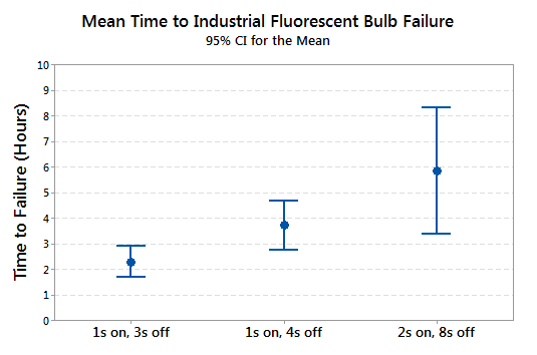 Mean Time to Industrial Fluorescent Bulb Failure
95% CI for the Mean
Time to Failure (Hours)
10
9
8
7
6
5
4
3
2
1
0
1s on, 3s off
1s on, 4s off
2s on, 8s off